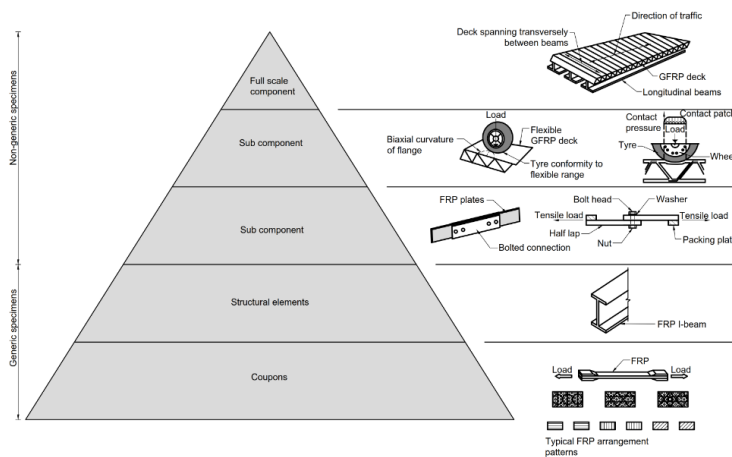 Non-generic specimens
Generic specimens
Full scale
component
Sub component
Sub component
Structural elements
Coupons
Direction of traffic
Deck spanning transversely
between beams
GFRP deck
Longitudinal beams
Load
Flexible
GFRP deck
Biaxial curvature
of flange
Tyre conformity to
flexible range
Contact
pressure
Contact patch
Load
Tyre
Wheel
FRP plates
Bolted connection
Bolt head
Washer
Tensile load
Tensile load
Half lap
Nut
Packing plat
FRP I-beam
FRP
Load
Load
Typical FRP arrangement
patterns